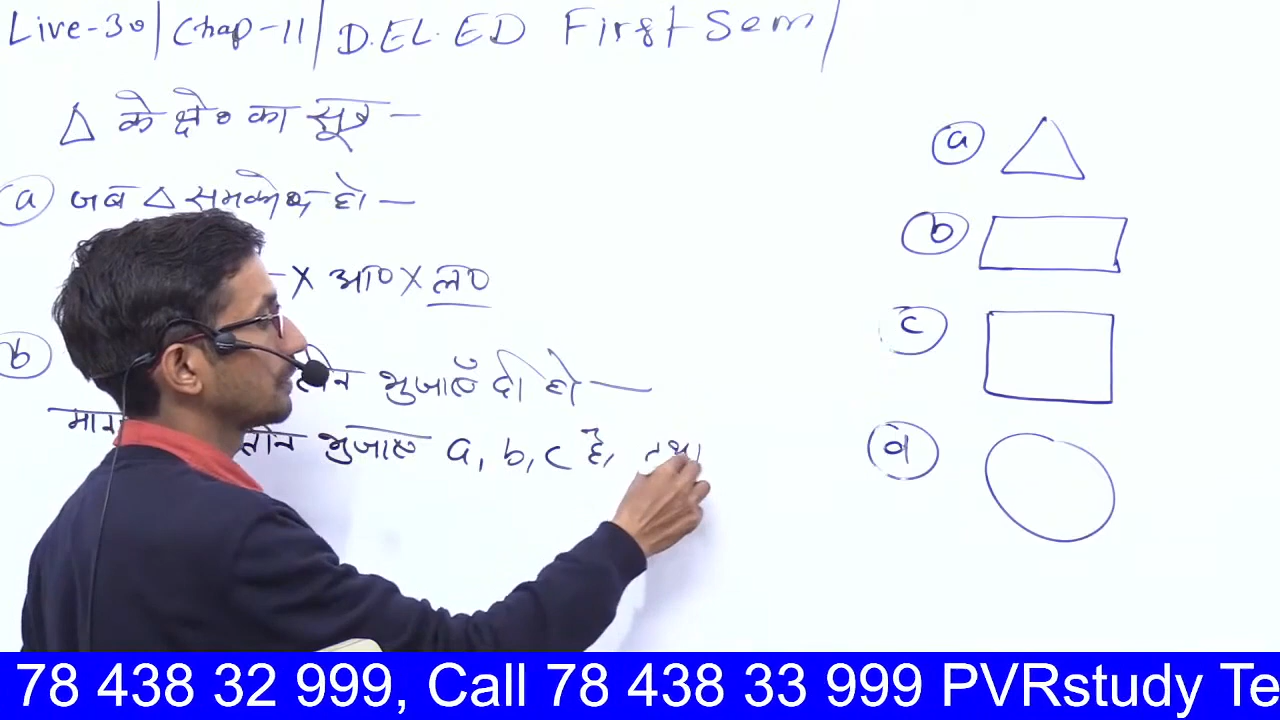 Live-30/Chap-11/D.EL.ED First Sem/
△ के क्षे० का सूत्र —
(a) जब △ समकोण हो —
× आ० × ल०
(b) तीन भुजाएँ दी हो —
तीन भुजाए a, b, c है, तथा
(a)
(b)
(c)
(d)
78 438 32 999, Call 78 438 33 999 PVRstudy Te